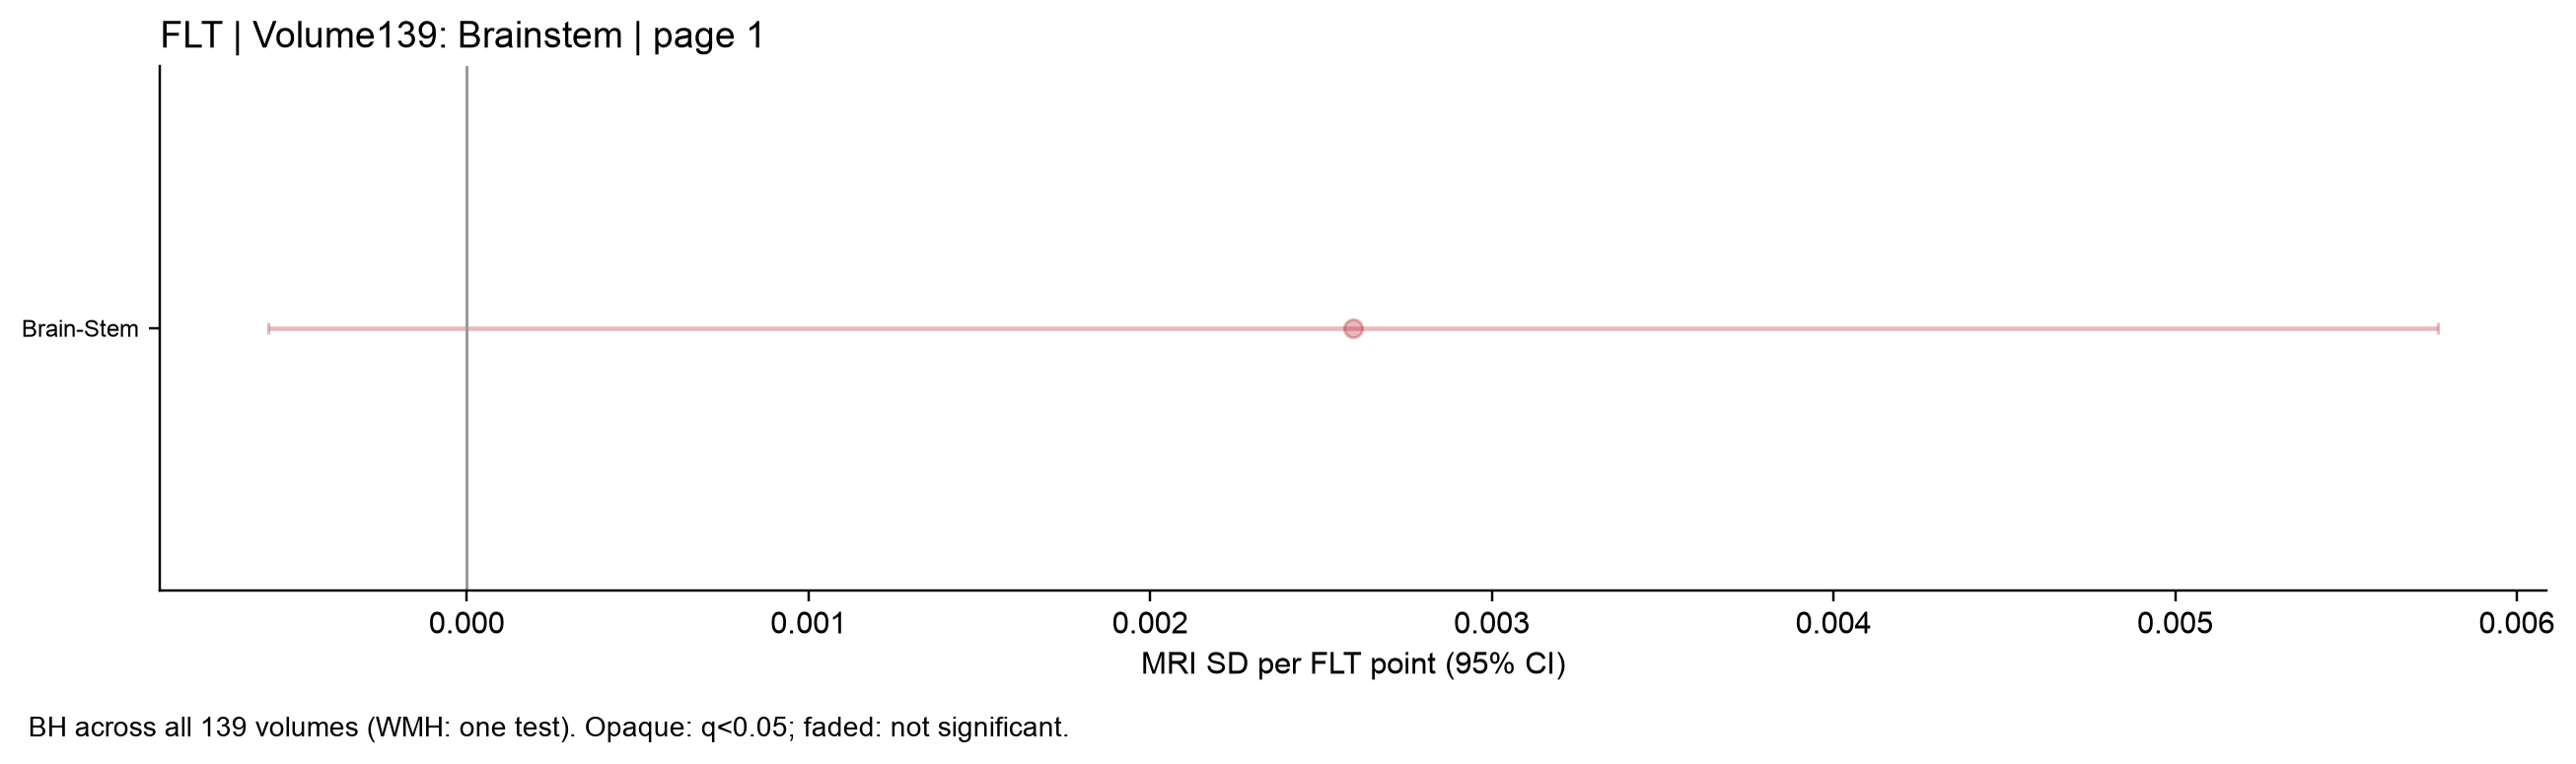 FLT | Volume139: Brainstem | page 1
Brain-Stem
0.000 0.001 0.002 0.003 0.004 0.005 0.006
MRI SD per FLT point (95% CI)
BH across all 139 volumes (WMH: one test). Opaque: q<0.05; faded: not significant.